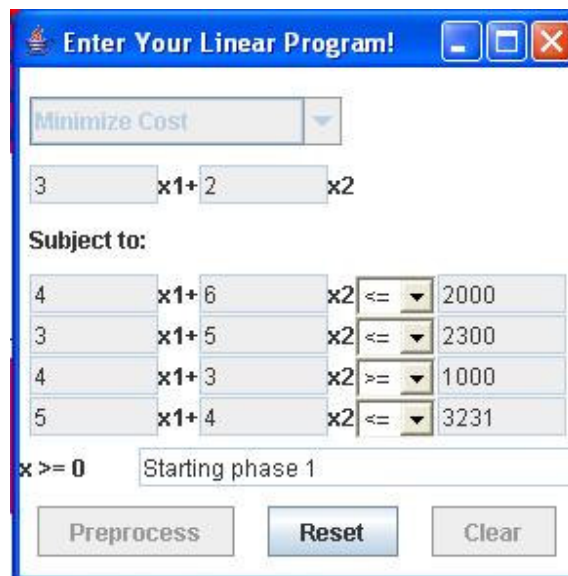 Enter Your Linear Program!
Minimize Cost
3 x1+ 2 x2
Subject to:
4 x1+ 6 x2 <= 2000
3 x1+ 5 x2 <= 2300
4 x1+ 3 x2 >= 1000
5 x1+ 4 x2 <= 3231
x >= 0 Starting phase 1
Preprocess Reset Clear